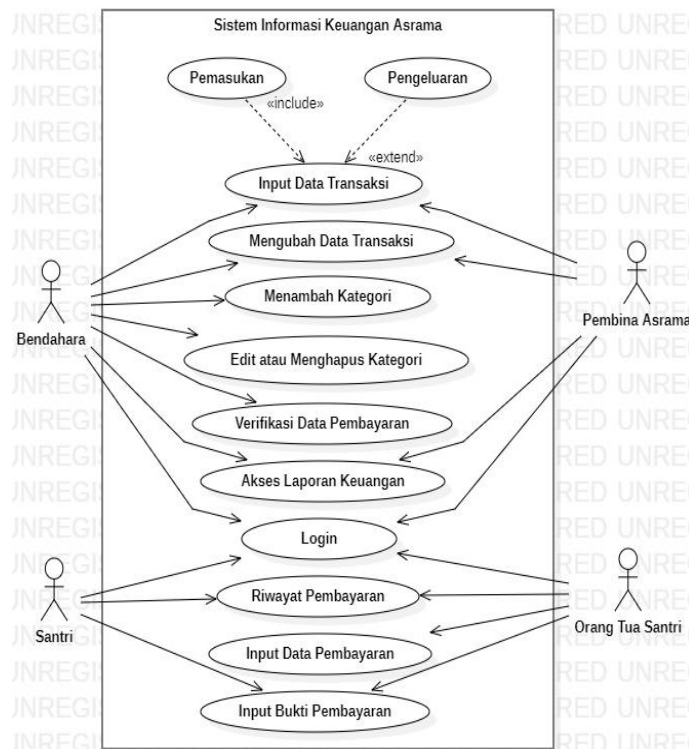 Sistem Informasi Keuangan Asrama
Pemasukan
Pengeluaran
«include»
«extend»
Input Data Transaksi
Mengubah Data Transaksi
Menambah Kategori
Bendahara
Pembina Asrama
Edit atau Menghapus Kategori
Verifikasi Data Pembayaran
Akses Laporan Keuangan
Login
Riwayat Pembayaran
Santri
Orang Tua Santri
Input Data Pembayaran
Input Bukti Pembayaran